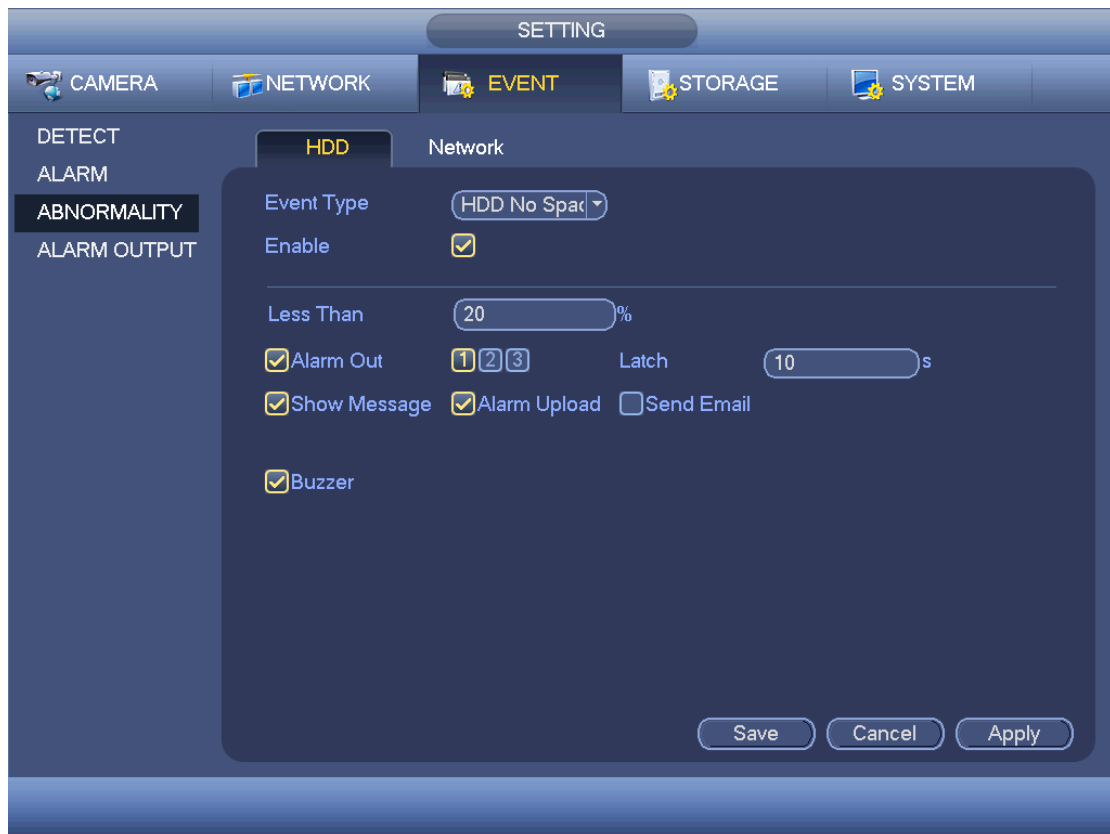 SETTING
CAMERA NETWORK EVENT STORAGE SYSTEM
DETECT
ALARM
ABNORMALITY
ALARM OUTPUT
HDD Network
Event Type HDD No Spac
Enable
Less Than 20 %
Alarm Out 1 2 3 Latch 10 s
Show Message Alarm Upload Send Email
Buzzer
Save Cancel Apply